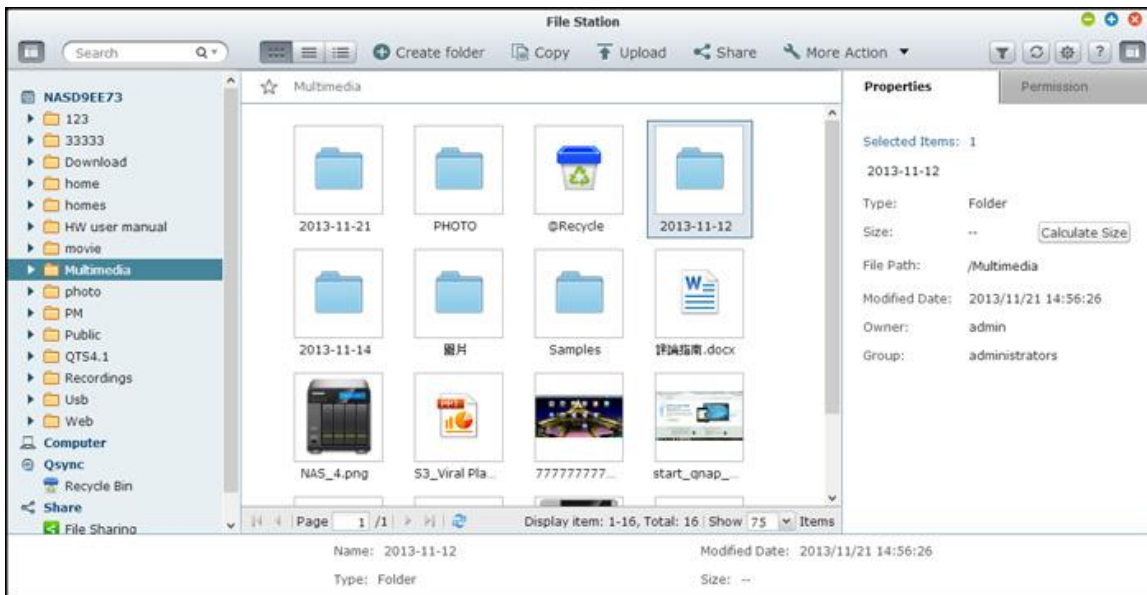 File Station
Search
Create folder
Copy
Upload
Share
More Action
?
NASD9EE73
123
33333
Download
home
homes
HW user manual
movie
Multimedia
photo
PM
Public
QTS4.1
Recordings
Usb
Web
Computer
Qsync
Recycle Bin
Share
File Sharing
Multimedia
2013-11-21 PHOTO @Recycle 2013-11-12
2013-11-14 圖片 Samples 評論指南.docx
NAS_4.png S3_Viral Pla... 777777777... start_qnap_...
Page 1 /1 Display item: 1-16, Total: 16 Show 75 Items
Properties Permission
Selected Items: 1
2013-11-12
Type: Folder
Size: -- Calculate Size
File Path: /Multimedia
Modified Date: 2013/11/21 14:56:26
Owner: admin
Group: administrators
Name: 2013-11-12 Modified Date: 2013/11/21 14:56:26
Type: Folder Size: --